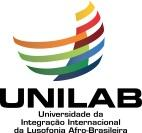 UNILAB
Universidade da
Integração Internacional
da Lusofonia Afro-Brasileira